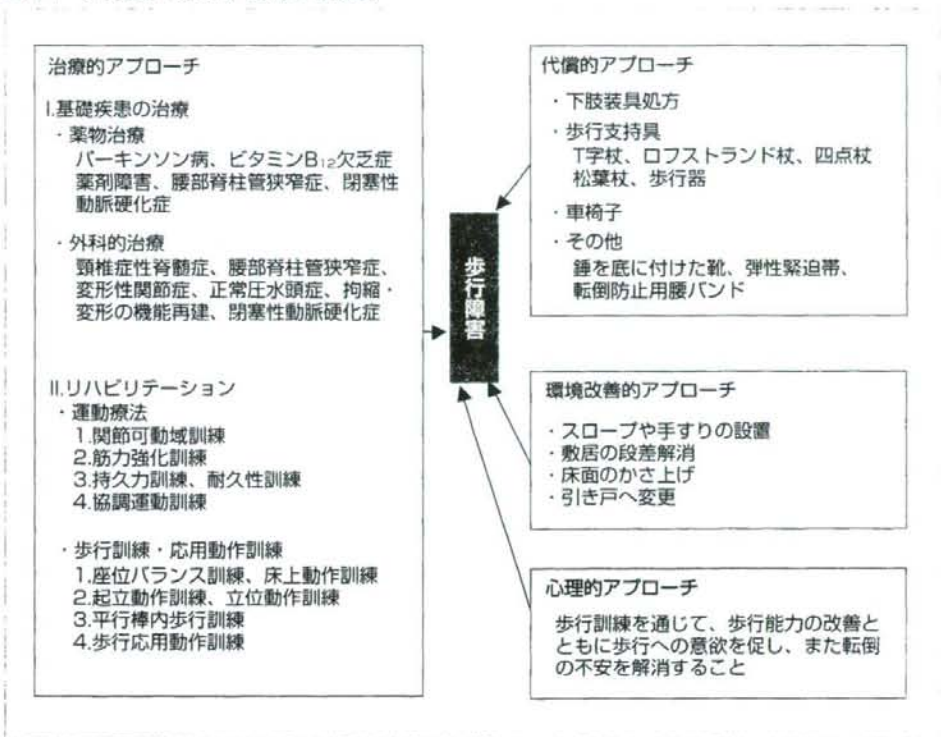 治療的アプローチ
I.基礎疾患の治療
・薬物治療
パーキンソン病、ビタミンB₁₂欠乏症
薬剤障害、腰部脊柱管狭窄症、閉塞性
動脈硬化症
・外科的治療
頸椎症性脊髄症、腰部脊柱管狭窄症、
変形性関節症、正常圧水頭症、拘縮・
変形の機能再建、閉塞性動脈硬化症
II.リハビリテーション
・運動療法
1.関節可動域訓練
2.筋力強化訓練
3.持久力訓練、耐久性訓練
4.協調運動訓練
・歩行訓練・応用動作訓練
1.座位バランス訓練、床上動作訓練
2.起立動作訓練、立位動作訓練
3.平行棒内歩行訓練
4.歩行応用動作訓練
歩行障害
代償的アプローチ
・下肢装具処方
・歩行支持具
T字杖、ロフストランド杖、四点杖
松葉杖、歩行器
・車椅子
・その他
錘を底に付けた靴、弾性緊迫帯、
転倒防止用腰バンド
環境改善的アプローチ
・スロープや手すりの設置
・敷居の段差解消
・床面のかさ上げ
・引き戸へ変更
心理的アプローチ
歩行訓練を通じて、歩行能力の改善と
ともに歩行への意欲を促し、また転倒
の不安を解消すること